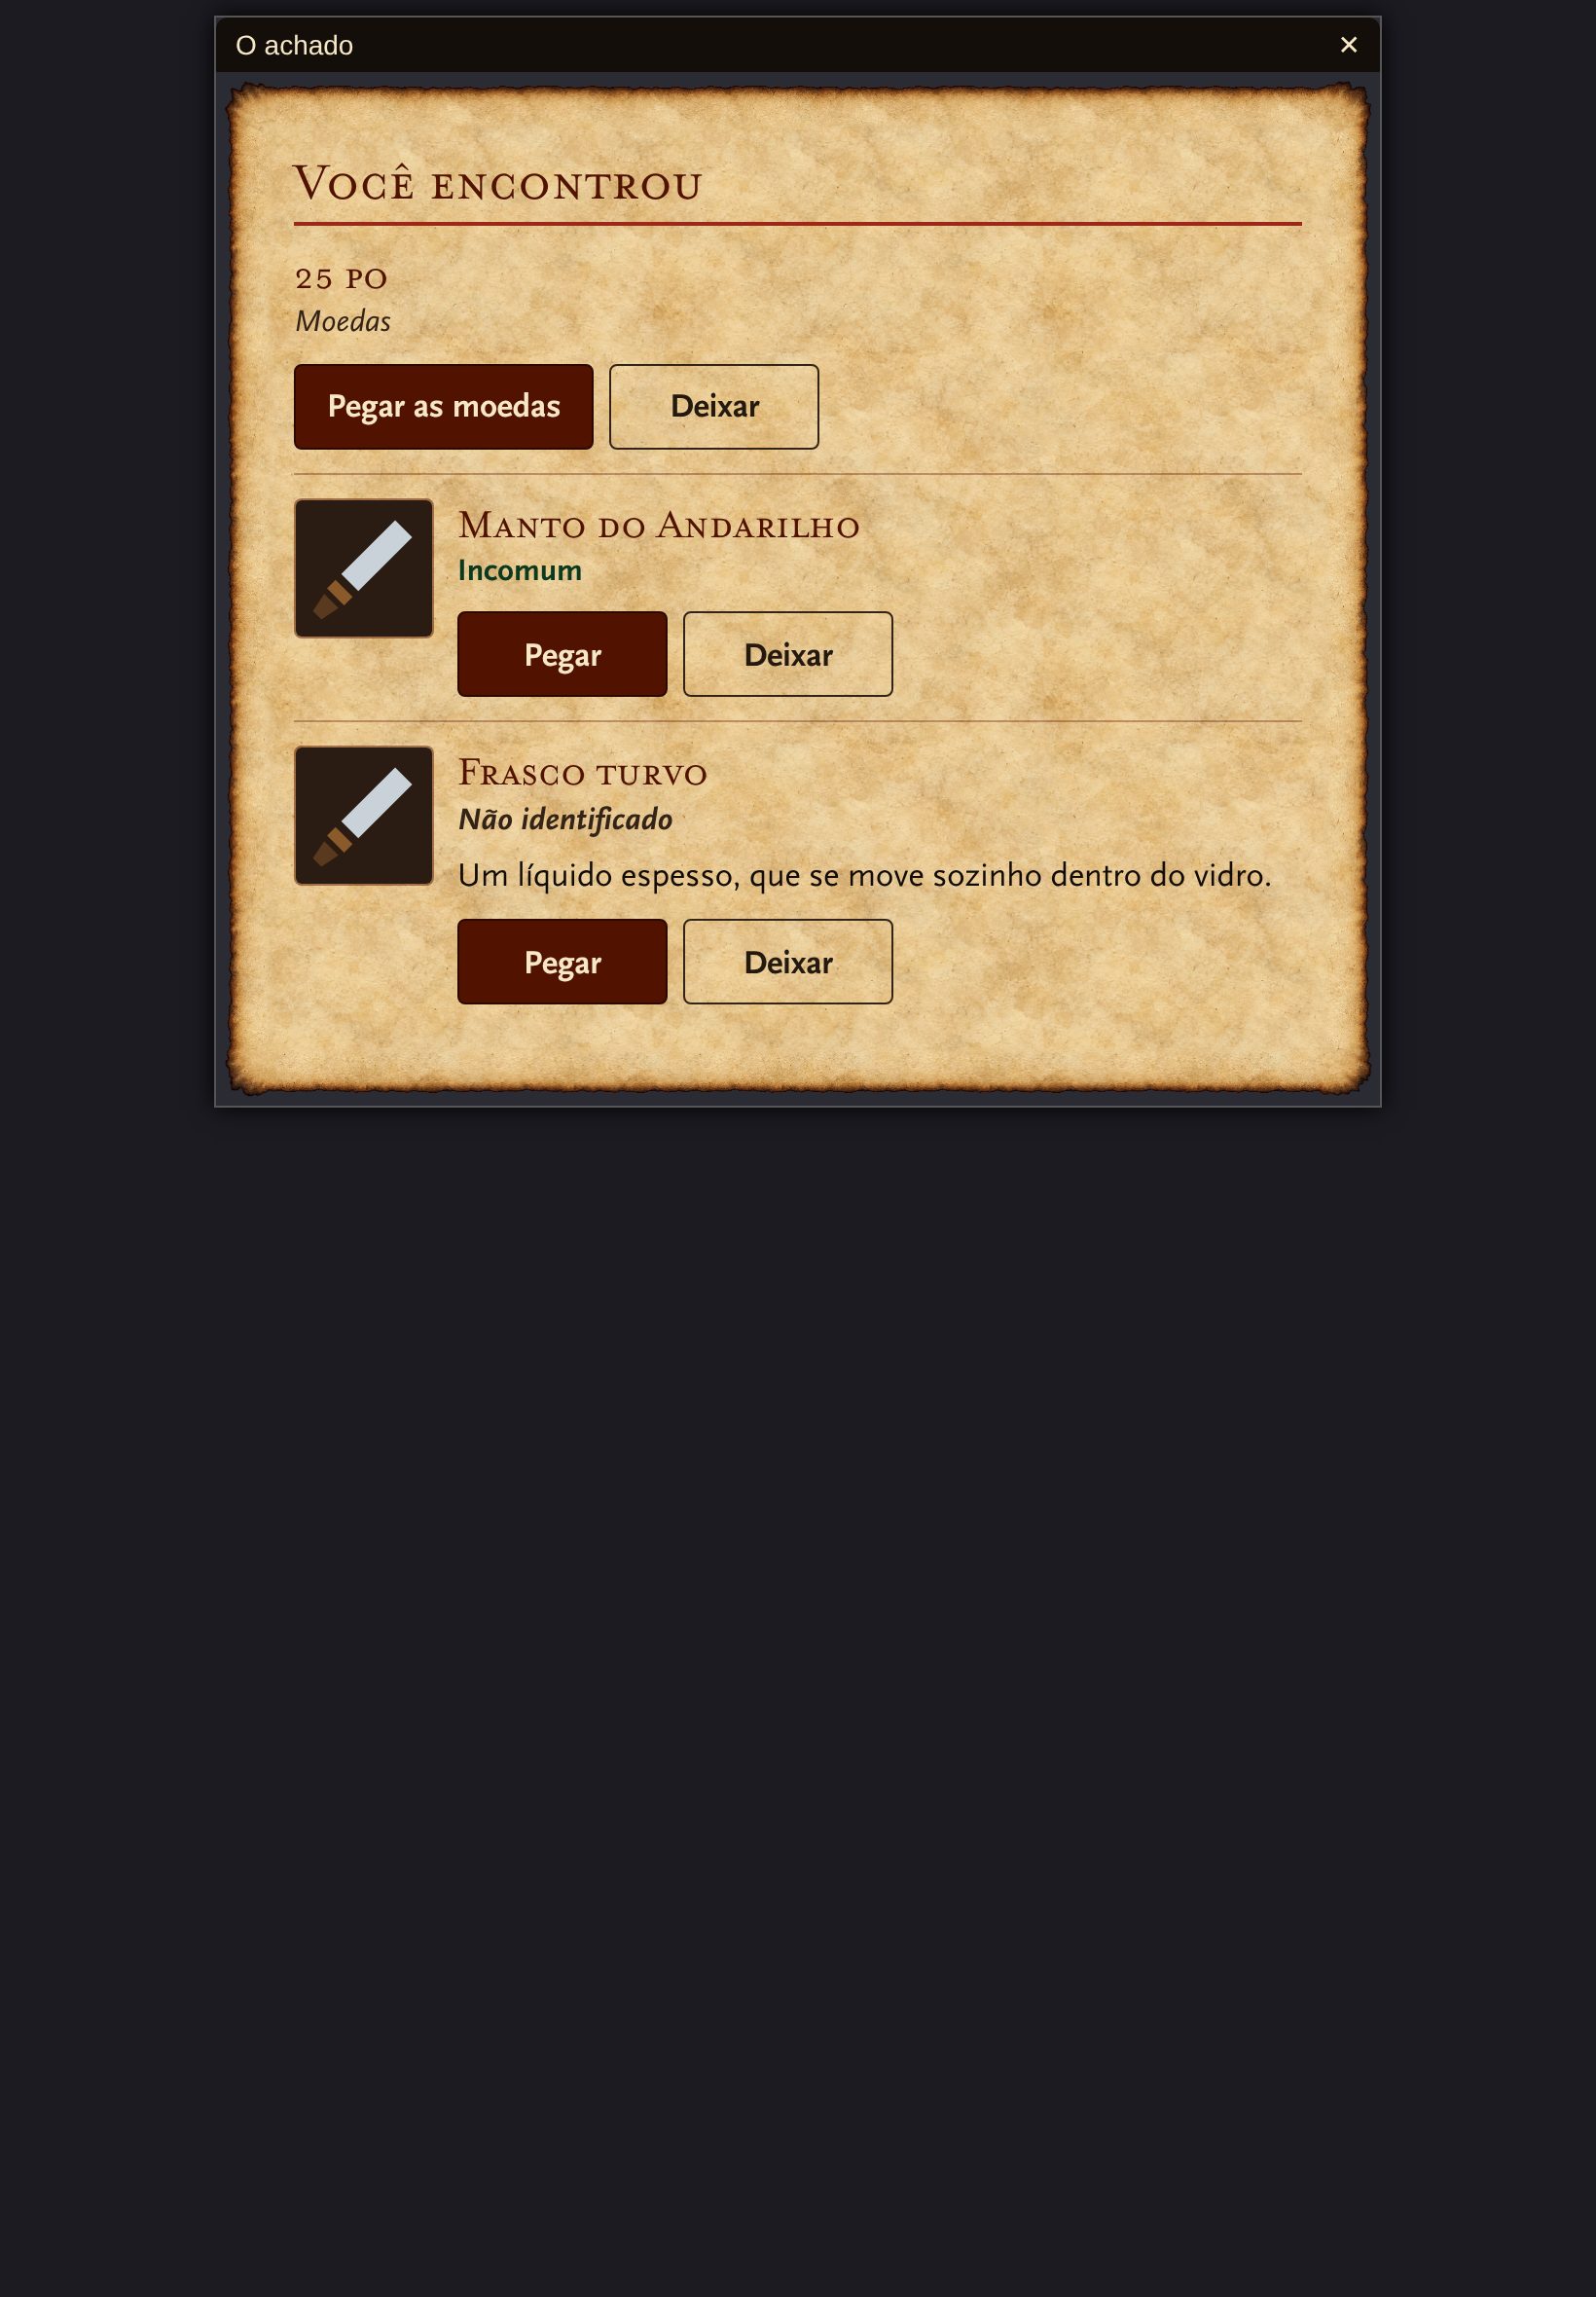 O achado ✕
Você encontrou
25 po
Moedas
Pegar as moedas Deixar
Manto do Andarilho
Incomum
Pegar Deixar
Frasco turvo
Não identificado
Um líquido espesso, que se move sozinho dentro do vidro.
Pegar Deixar